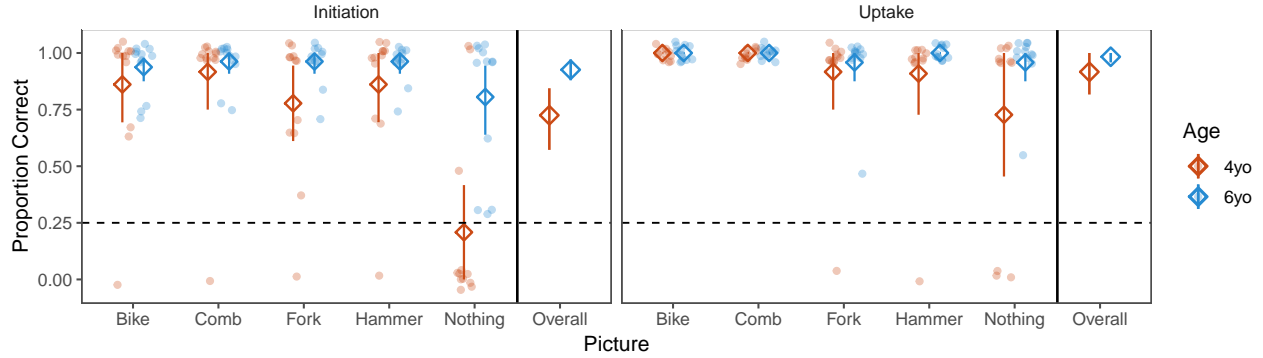 Initiation
Uptake
Proportion Correct
1.00
0.75
0.50
0.25
0.00
Bike Comb Fork Hammer Nothing Overall
Bike Comb Fork Hammer Nothing Overall
Picture
Age
4yo
6yo